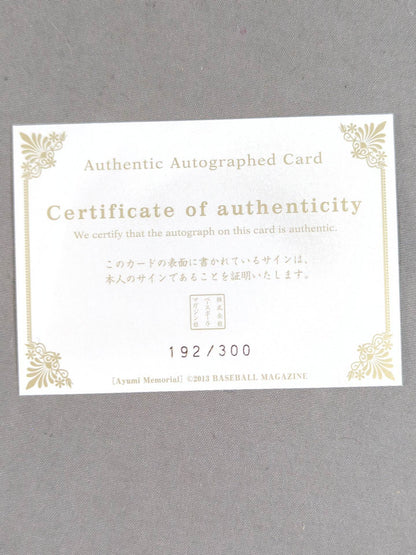 Authentic Autographed Card
Certificate of authenticity
We certify that the autograph on this card is authentic.
このカードの表面に書かれているサインは、
本人のサインであることを証明いたします。
株式会社
ベースボール
マガジン社
192/300
[Ayumi Memorial] ©2013 BASEBALL MAGAZINE